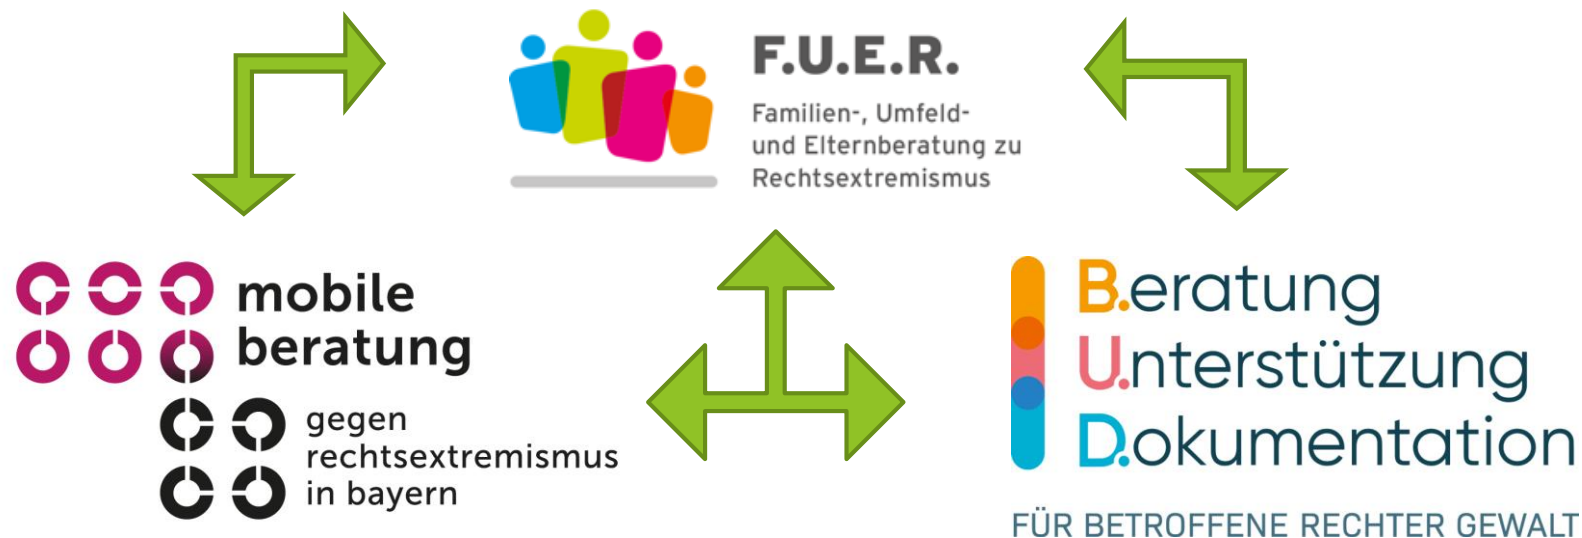 F.U.E.R.
Familien-, Umfeld-
und Elternberatung zu
Rechtsextremismus
mobile
beratung
gegen
rechtsextremismus
in bayern
B.eratung
U.nterstützung
D.okumentation
FÜR BETROFFENE RECHTER GEWALT